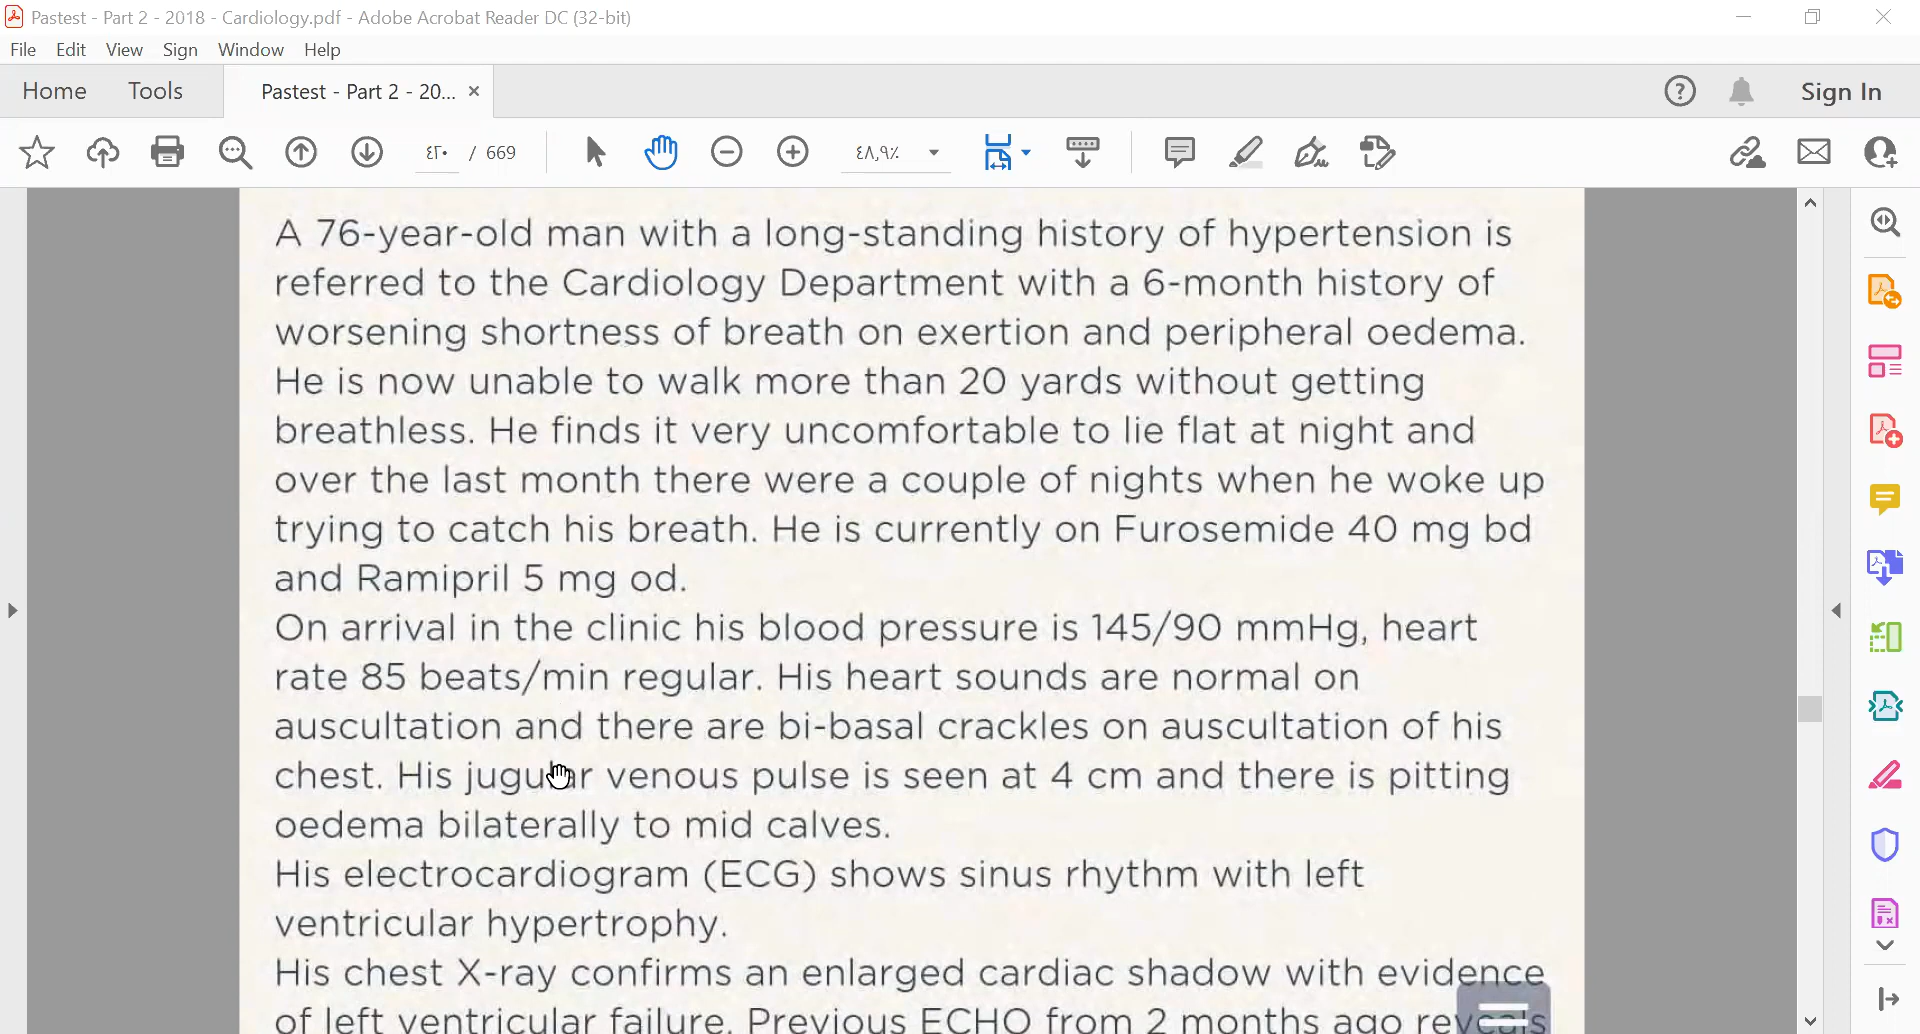 Pastest - Part 2 - 2018 - Cardiology.pdf - Adobe Acrobat Reader DC (32-bit)
File Edit View Sign Window Help
Home Tools Pastest - Part 2 - 20... × Sign In
٤٣٠ / 669 ٤٨,٩٪
A 76-year-old man with a long-standing history of hypertension is
referred to the Cardiology Department with a 6-month history of
worsening shortness of breath on exertion and peripheral oedema.
He is now unable to walk more than 20 yards without getting
breathless. He finds it very uncomfortable to lie flat at night and
over the last month there were a couple of nights when he woke up
trying to catch his breath. He is currently on Furosemide 40 mg bd
and Ramipril 5 mg od.
On arrival in the clinic his blood pressure is 145/90 mmHg, heart
rate 85 beats/min regular. His heart sounds are normal on
auscultation and there are bi-basal crackles on auscultation of his
chest. His jugular venous pulse is seen at 4 cm and there is pitting
oedema bilaterally to mid calves.
His electrocardiogram (ECG) shows sinus rhythm with left
ventricular hypertrophy.
His chest X-ray confirms an enlarged cardiac shadow with evidence
of left ventricular failure. Previous ECHO from 2 months ago reveals